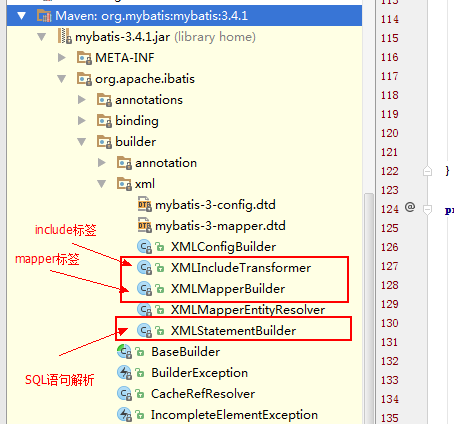 Maven: org.mybatis:mybatis:3.4.1
mybatis-3.4.1.jar (library home)
META-INF
org.apache.ibatis
annotations
binding
builder
annotation
xml
mybatis-3-config.dtd
mybatis-3-mapper.dtd
include标签
XMLConfigBuilder
mapper标签
XMLIncludeTransformer
XMLMapperBuilder
XMLMapperEntityResolver
XMLStatementBuilder
BaseBuilder
SQL语句解析
BuilderException
CacheRefResolver
IncompleteElementException
113
114
115
116
117
118
119
120
121
122 }
124 @ pr
126
127
128
129
130
131
132
133
134
135